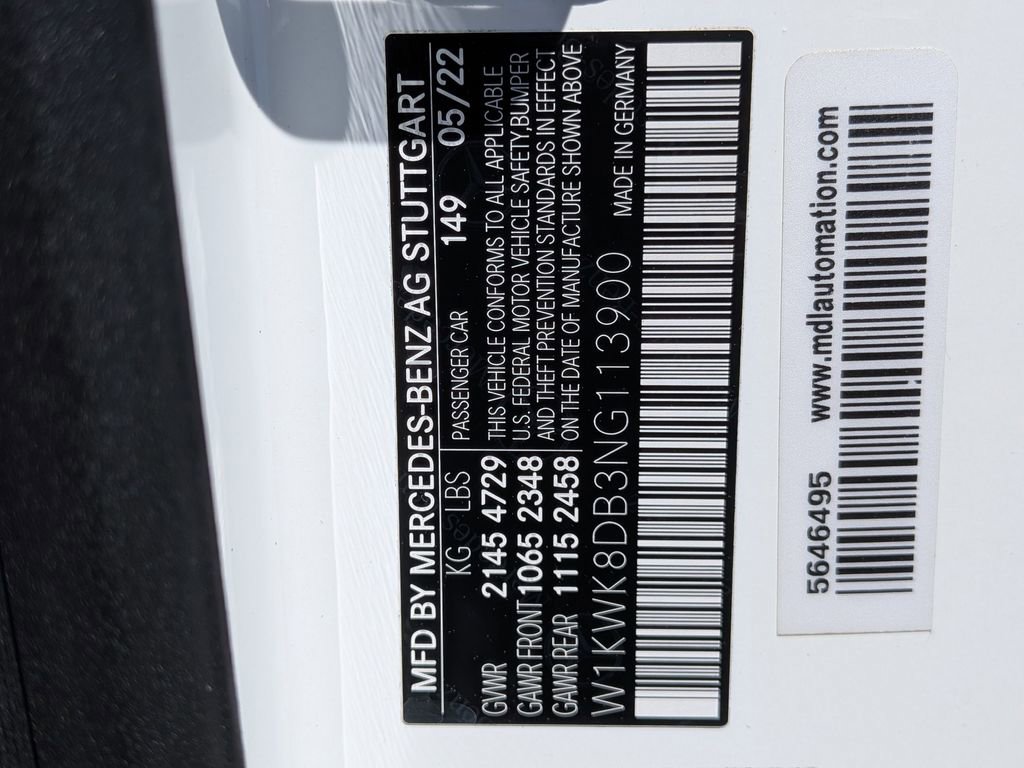 MFD BY MERCEDES-BENZ AG STUTTGART
KG LBS PASSENGER CAR 149 05/22
GVWR 2145 4729 THIS VEHICLE CONFORMS TO ALL APPLICABLE
GAWR FRONT 1065 2348 U.S. FEDERAL MOTOR VEHICLE SAFETY,BUMPER
AND THEFT PREVENTION STANDARDS IN EFFECT
GAWR REAR 1115 2458 ON THE DATE OF MANUFACTURE SHOWN ABOVE
W1KWK8DB3NG113900 MADE IN GERMANY
5646495 www.mdlautomation.com